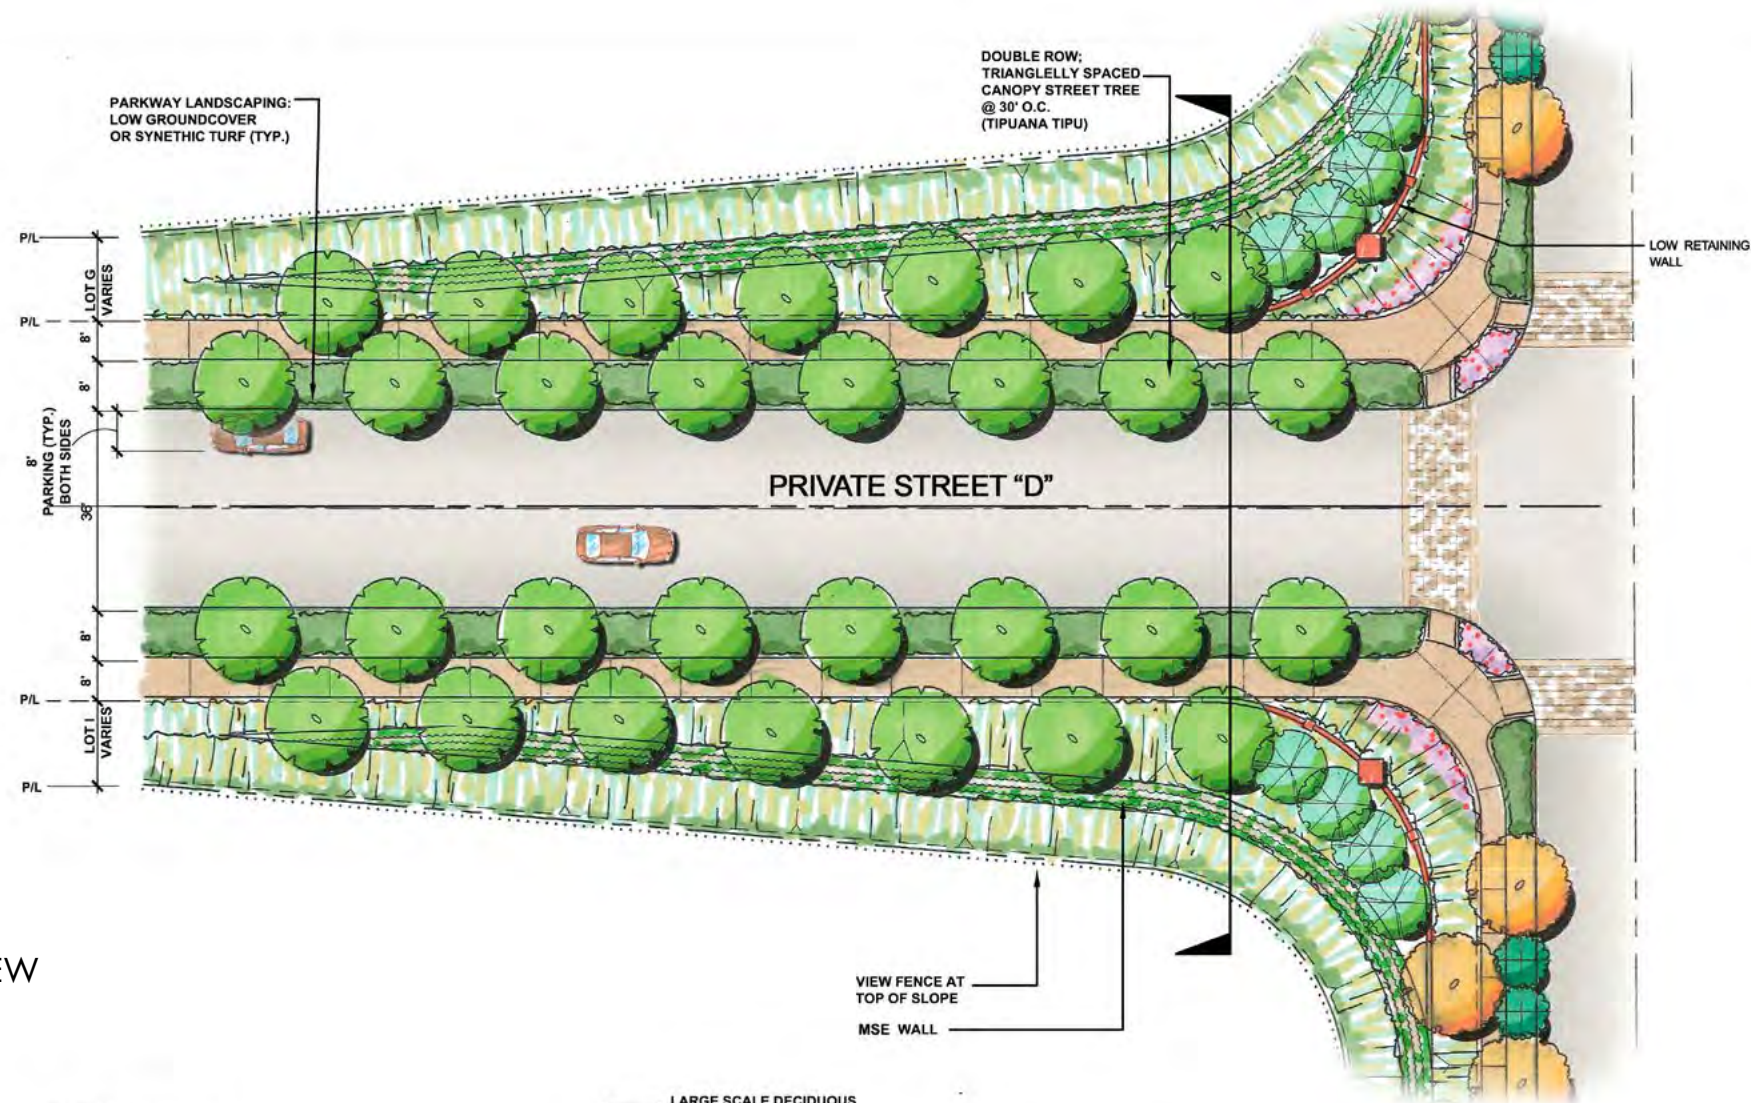 DOUBLE ROW;
TRIANGLELLY SPACED
CANOPY STREET TREE
@ 30' O.C.
(TIPUANA TIPU)
PARKWAY LANDSCAPING:
LOW GROUNDCOVER
OR SYNETHIC TURF (TYP.)
P/L
LOT G
VARIES
LOW RETAINING
WALL
P/L
8'
8'
8'
PARKING (TYP.)
BOTH SIDES
PRIVATE STREET "D"
36'
8'
8'
P/L
LOT I
VARIES
P/L
EW
VIEW FENCE AT
TOP OF SLOPE
MSE WALL
LARGE SCALE DECIDUOUS